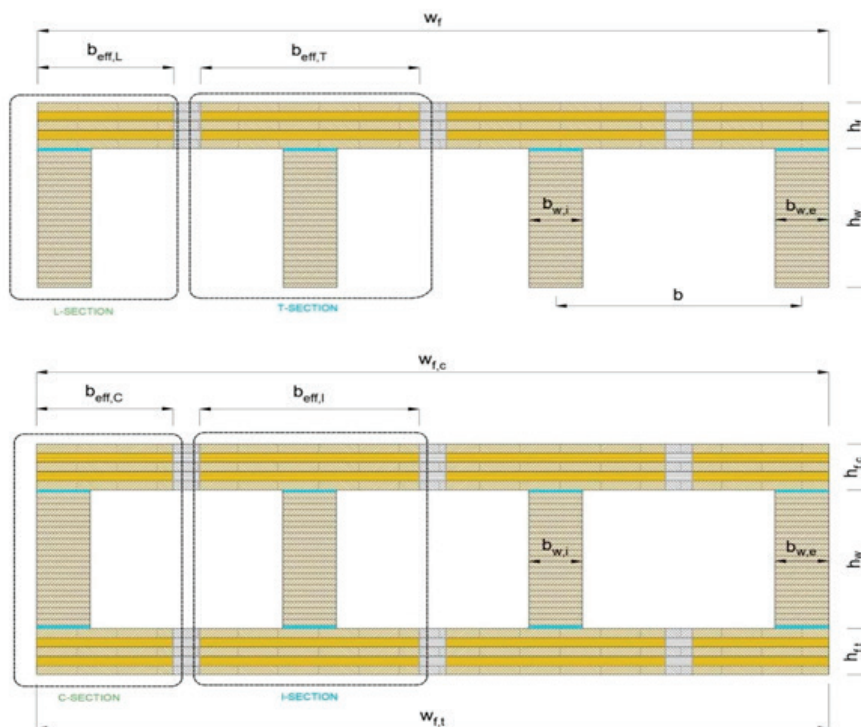 w_f
b_eff,L
b_eff,T
h_f
b_w,i
b_w,e
h_w
b
L-SECTION
T-SECTION
w_f,c
b_eff,C
b_eff,I
h_f,c
b_w,i
b_w,e
h_w
h_f,t
C-SECTION
I-SECTION
w_f,t